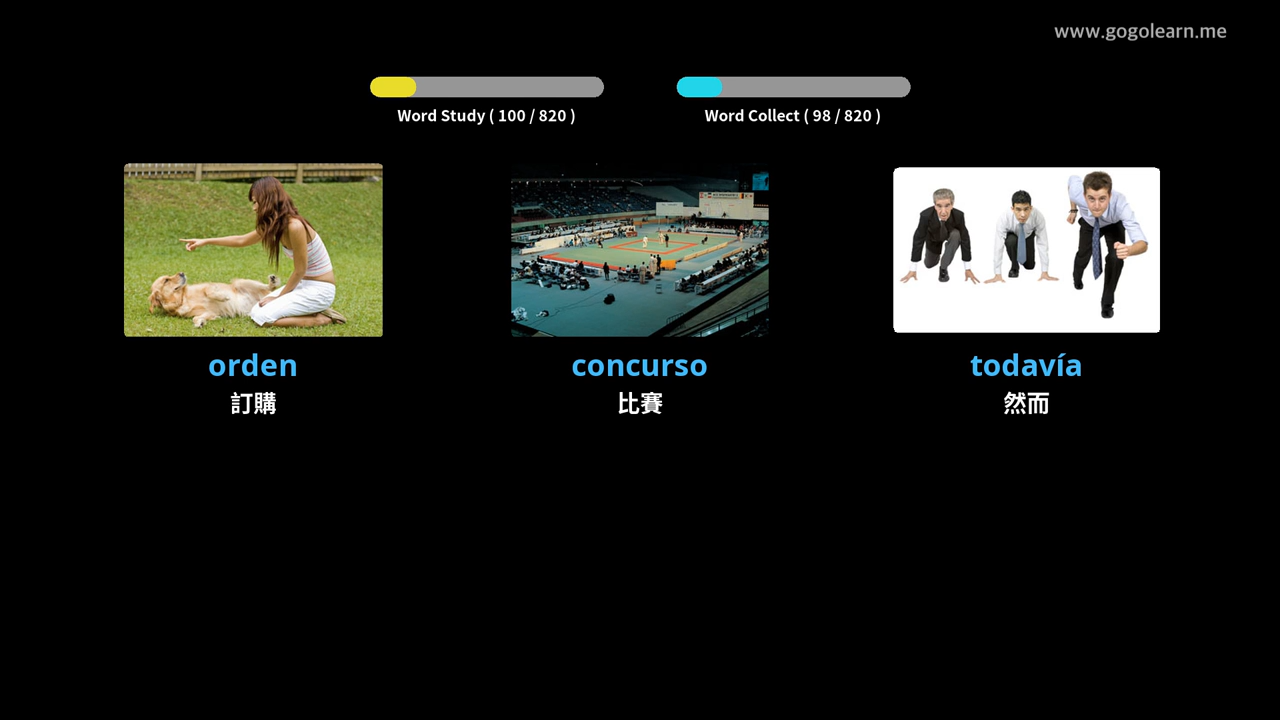 www.gogolearn.me
Word Study ( 100 / 820 )
Word Collect ( 98 / 820 )
orden
訂購
concurso
比賽
todavía
然而